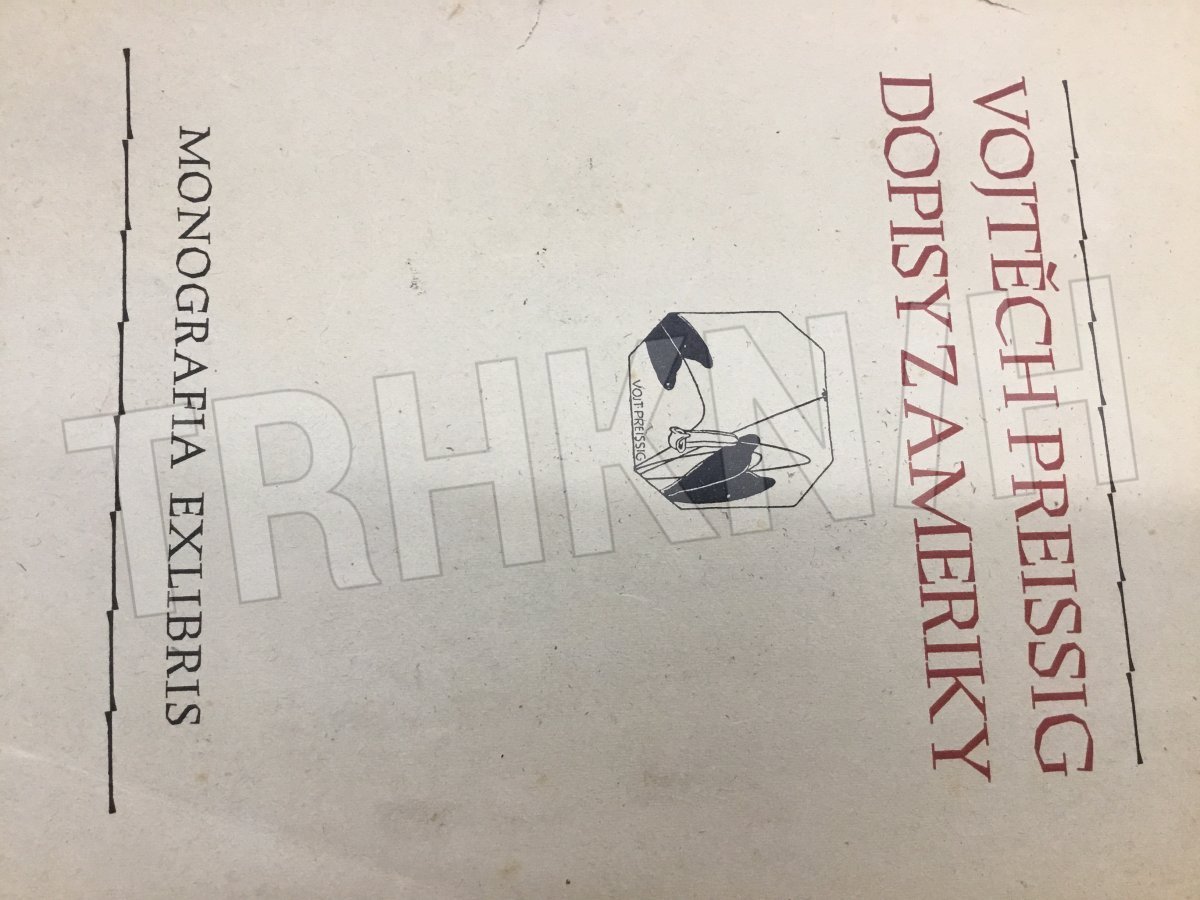 VOJTĚCH PREISSIG
DOPISY Z AMERIKY
VOJT·PREISSIG
MONOGRAFIA EXLIBRIS
TRHKNIH